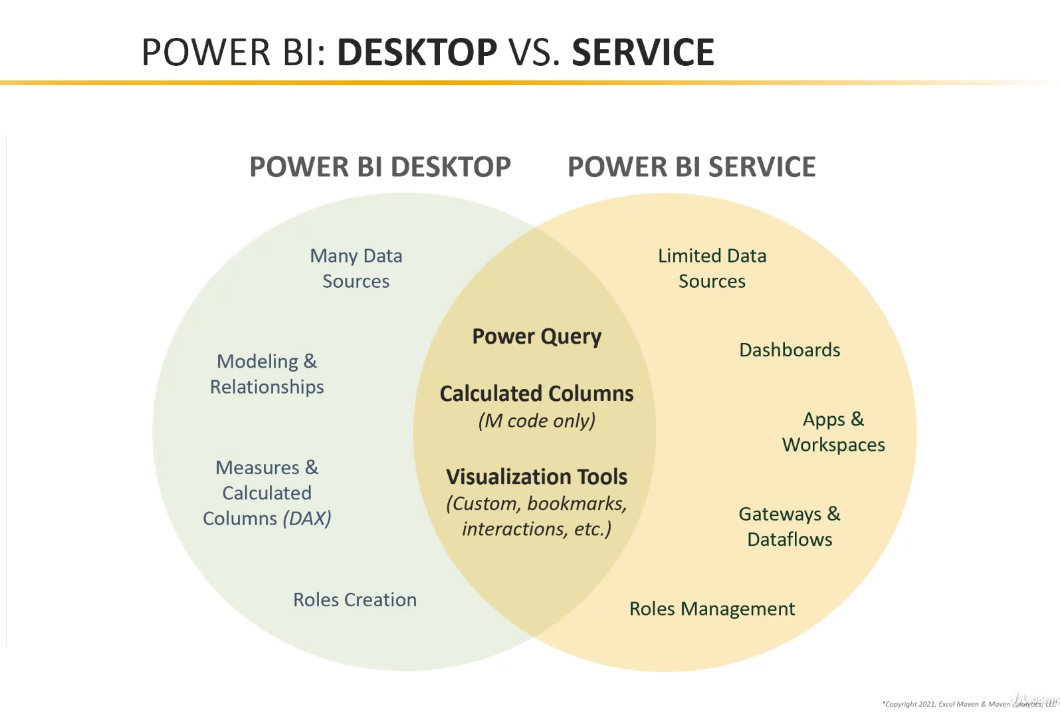 POWER BI: DESKTOP VS. SERVICE
POWER BI DESKTOP
POWER BI SERVICE
Many Data
Sources
Modeling &
Relationships
Measures &
Calculated
Columns (DAX)
Roles Creation
Power Query
Calculated Columns
(M code only)
Visualization Tools
(Custom, bookmarks,
interactions, etc.)
Limited Data
Sources
Dashboards
Apps &
Workspaces
Gateways &
Dataflows
Roles Management
*Copyright 2021, Excel Maven & Maven Analytics, LLC